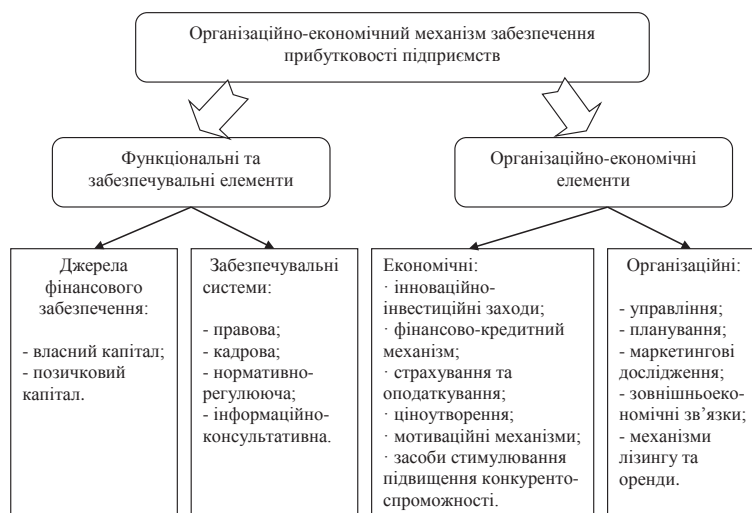 Організаційно-економічний механізм забезпечення
прибутковості підприємств
Функціональні та
забезпечувальні елементи
Організаційно-економічні
елементи
Джерела
фінансового
забезпечення:
- власний капітал;
- позичковий
капітал.
Забезпечувальні
системи:
- правова;
- кадрова;
- нормативно-
регулююча;
- інформаційно-
консультативна.
Економічні:
· інноваційно-
інвестиційні заходи;
· фінансово-кредитний
механізм;
· страхування та
оподаткування;
· ціноутворення;
· мотиваційні механізми;
· засоби стимулювання
підвищення конкуренто-
спроможності.
Організаційні:
- управління;
- планування;
- маркетингові
дослідження;
- зовнішньоеко-
номічні зв’язки;
- механізми
лізингу та
оренди.